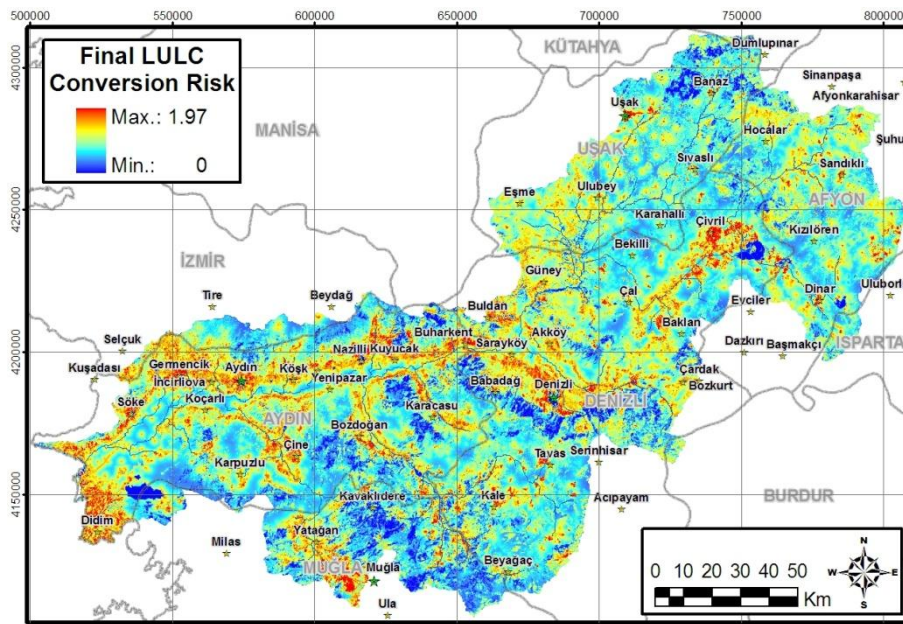 500000 550000 600000 650000 700000 750000 800000
4300000
4250000
4200000
4150000
Final LULC
Conversion Risk
Max.: 1.97
Min.: 0
KÜTAHYA
Dumlupınar
Banaz
Sinanpaşa
Afyonkarahisar
Uşak
MANİSA
Hocalar
Şuhu
UŞAK
Sıvaslı
Sandıklı
Eşme
Ulubey
AFYON
Karahallı
Çivril
Kızılören
Bekilli
İZMİR
Güney
Çal
Dinar
Uluborl
Tire
Beydağ
Buldan
Evciler
Baklan
Selçuk
Buharkent
Akköy
Nazilli
Kuyucak
Sarayköy
Dazkırı
Başmakçı
ISPARTA
Kuşadası
Germencik
İncirliova
Aydın
Köşk
Yenipazar
Babadağ
Denizli
Çardak
Bozkurt
Söke
Koçarlı
Karacasu
DENİZLİ
AYDIN
Bozdoğan
Çine
Tavas
Serinhisar
Karpuzlu
Kavaklıdere
Kale
Acıpayam
BURDUR
Didim
Milas
Yatağan
Beyağaç
MUĞLA
Muğla
Ula
N
W
E
S
0 10 20 30 40 50
Km